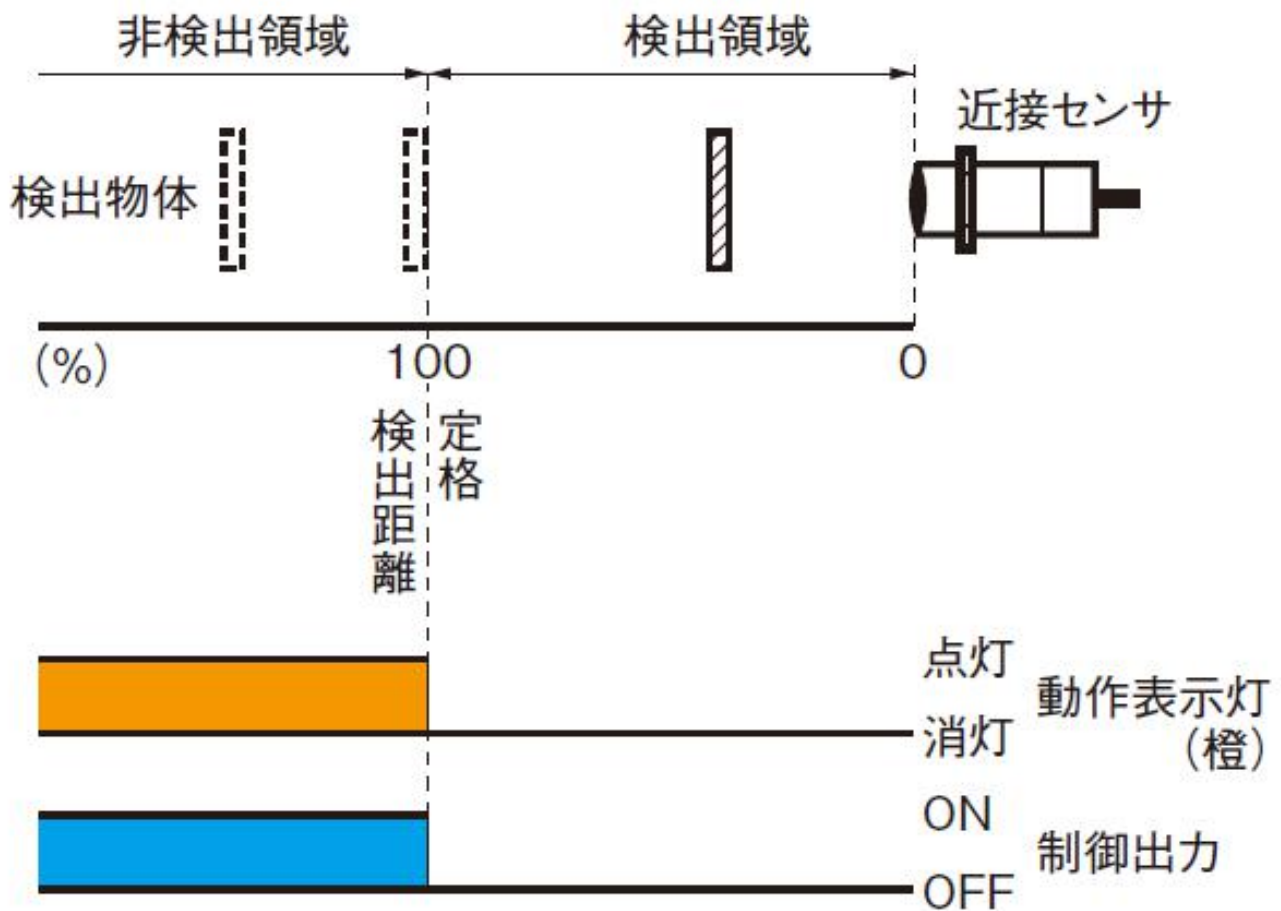 非検出領域
検出領域
近接センサ
検出物体
(%)
100
0
定格
検出距離
点灯
消灯
動作表示灯
(橙)
ON
OFF
制御出力